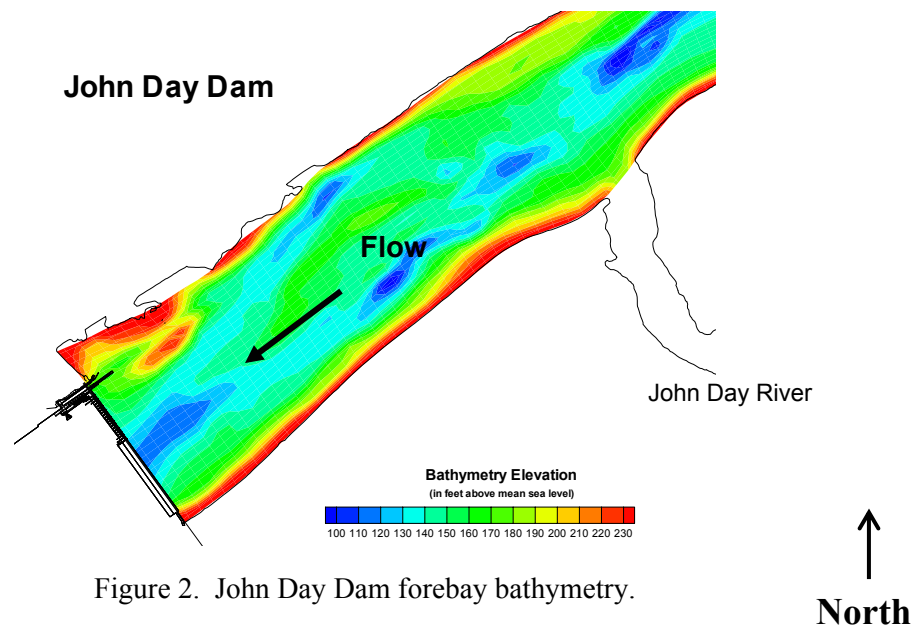 John Day Dam
Flow
John Day River
Bathymetry Elevation
(in feet above mean sea level)
100 110 120 130 140 150 160 170 180 190 200 210 220 230
Figure 2. John Day Dam forebay bathymetry.
North